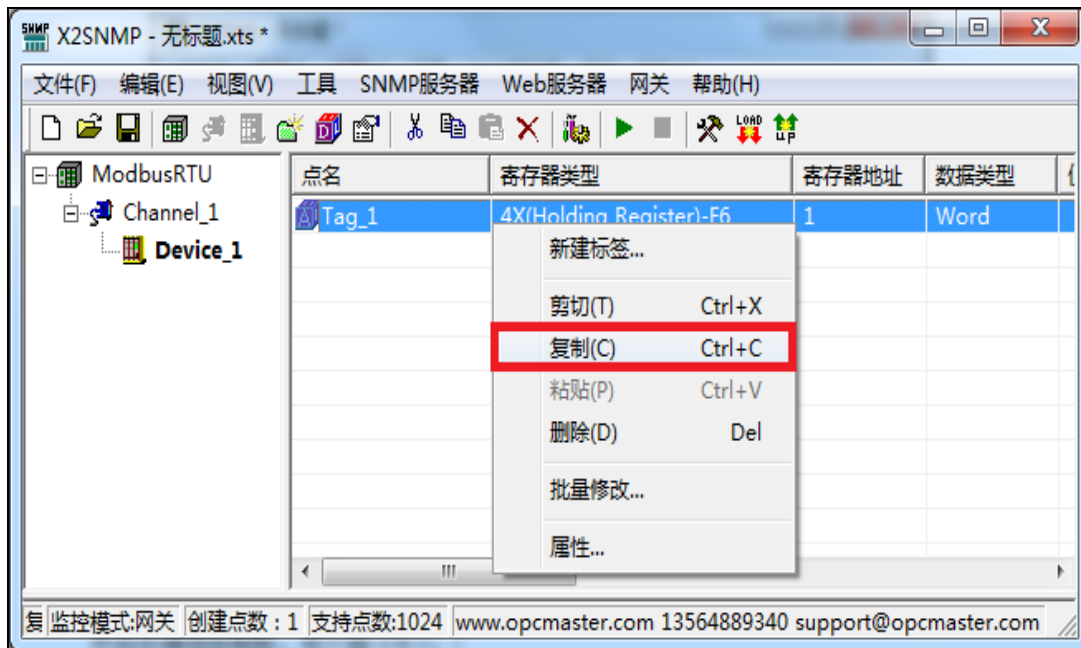 X2SNMP - 无标题.xts *
文件(F) 编辑(E) 视图(V) 工具 SNMP服务器 Web服务器 网关 帮助(H)
LOAD UP
ModbusRTU 点名 寄存器类型 寄存器地址 数据类型
Channel_1 Tag_1 4X(Holding Register)-F6 1 Word
Device_1
新建标签...
剪切(T) Ctrl+X
复制(C) Ctrl+C
粘贴(P) Ctrl+V
删除(D) Del
批量修改...
属性...
复 监控模式:网关 创建点数:1 支持点数:1024 www.opcmaster.com 13564889340 support@opcmaster.com